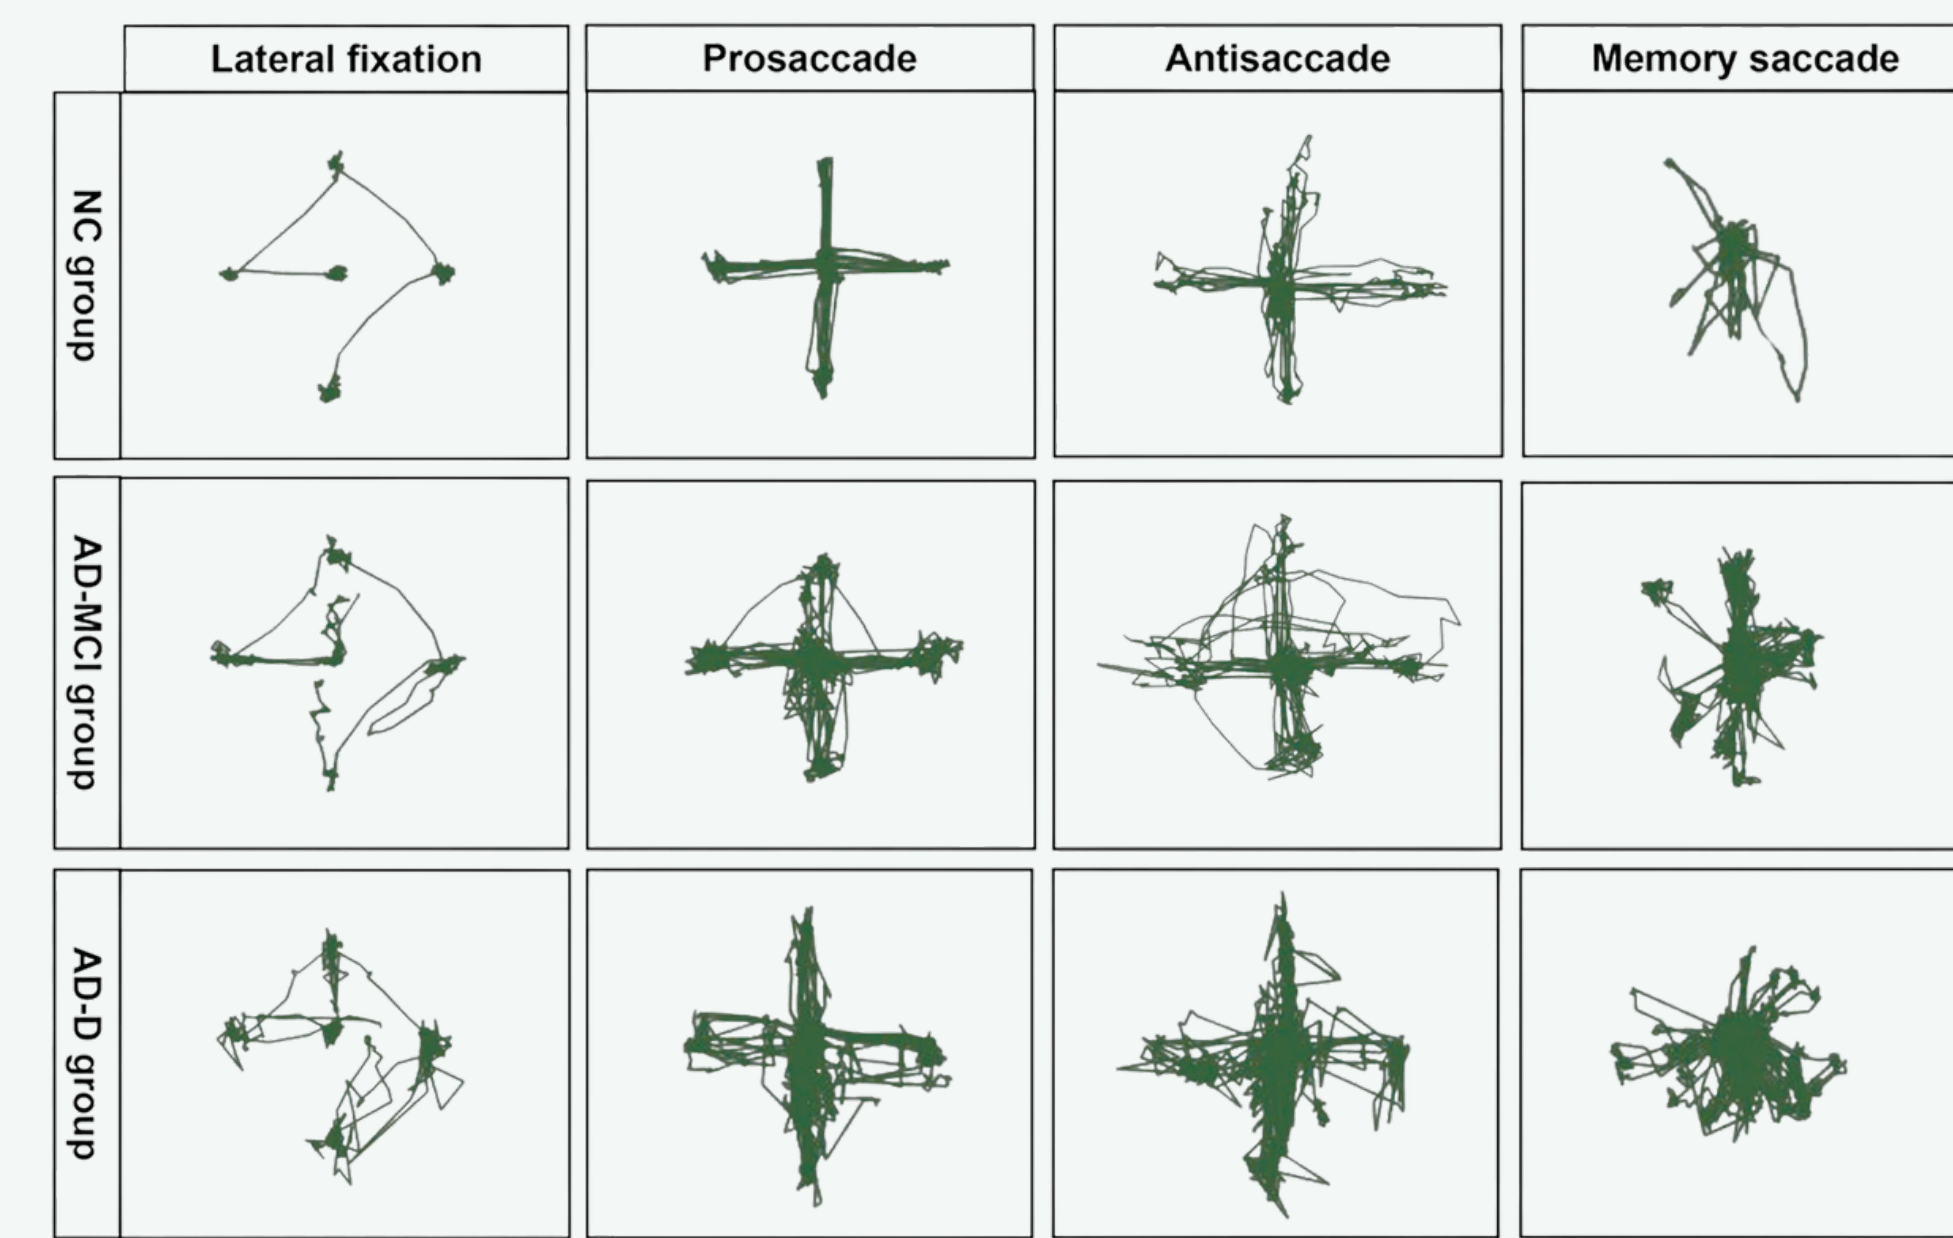 Lateral fixation
Prosaccade
Antisaccade
Memory saccade
NC group
AD-MCI group
AD-D group